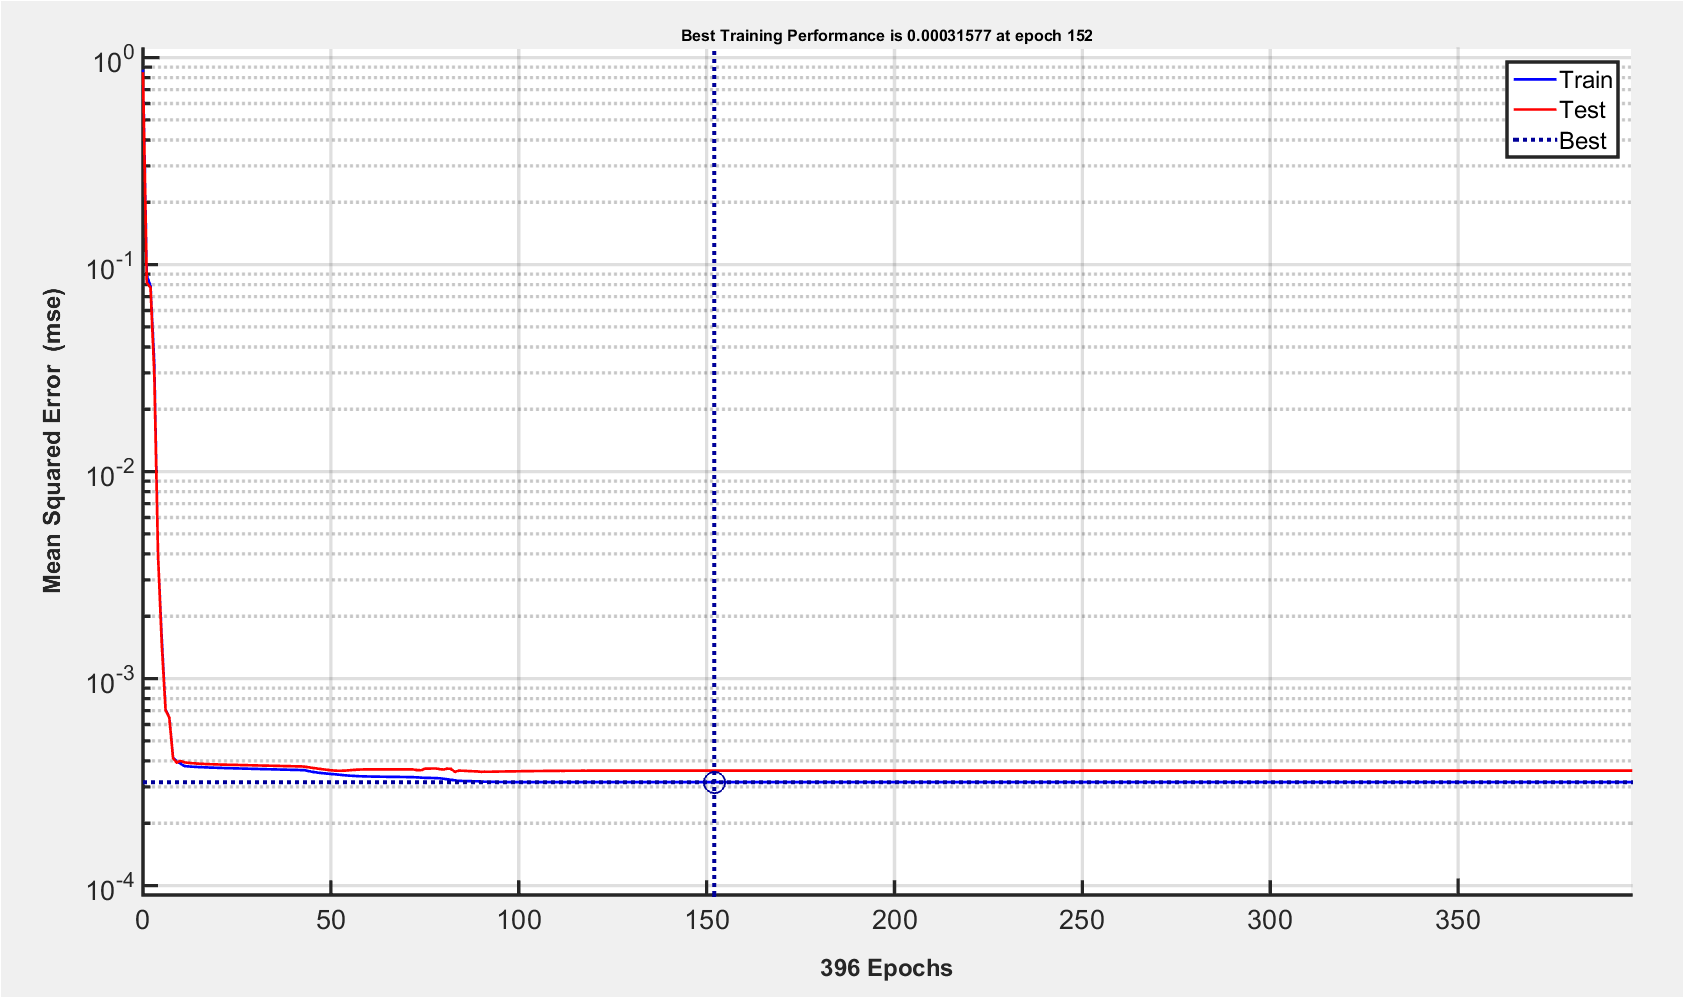 Best Training Performance is 0.00031577 at epoch 152
Train
Test
Best
Mean Squared Error (mse)
10^0
10^-1
10^-2
10^-3
10^-4
0 50 100 150 200 250 300 350
396 Epochs